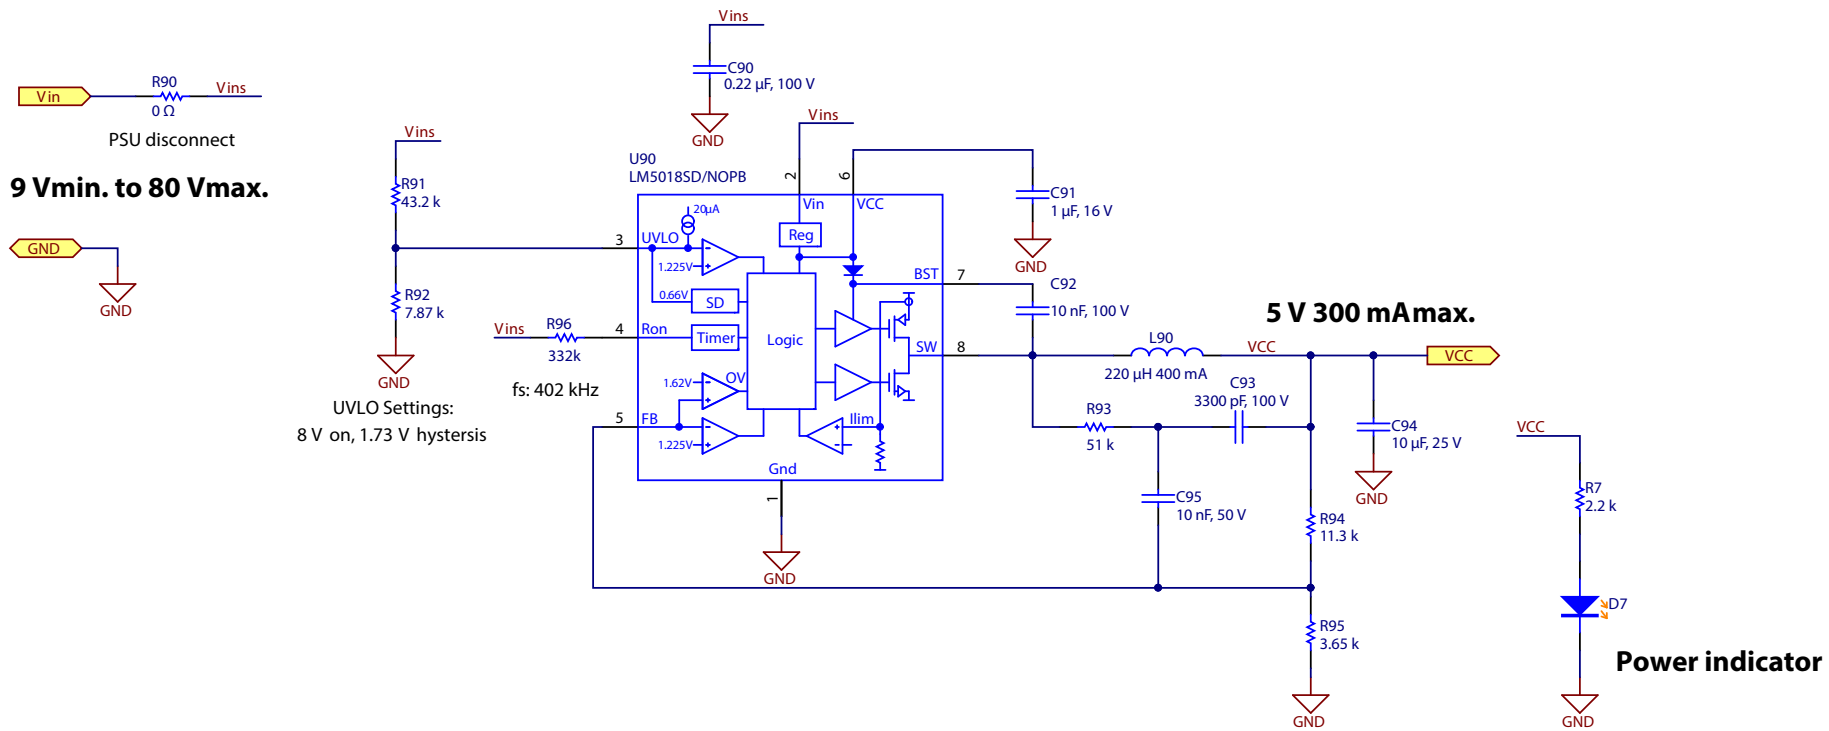 Vins
C90
0.22 µF, 100 V
GND
Vin
R90
0 Ω
Vins
PSU disconnect
9 Vmin. to 80 Vmax.
GND
GND
Vins
R91
43.2 k
R92
7.87 k
GND
UVLO Settings:
8 V on, 1.73 V hystersis
Vins
R96
332k
fs: 402 kHz
Vins
U90
LM5018SD/NOPB
2
6
Vin
VCC
20µA
3
UVLO
1.225V
Reg
0.66V
SD
4
Ron
Timer
Logic
BST
7
SW
8
1.62V
OV
5
FB
1.225V
Ilim
Gnd
1
GND
C91
1 µF, 16 V
GND
C92
10 nF, 100 V
5 V 300 mAmax.
L90
220 µH 400 mA
VCC
VCC
C93
3300 pF, 100 V
R93
51 k
C95
10 nF, 50 V
C94
10 µF, 25 V
GND
R94
11.3 k
R95
3.65 k
GND
VCC
R7
2.2 k
D7
Power indicator
GND